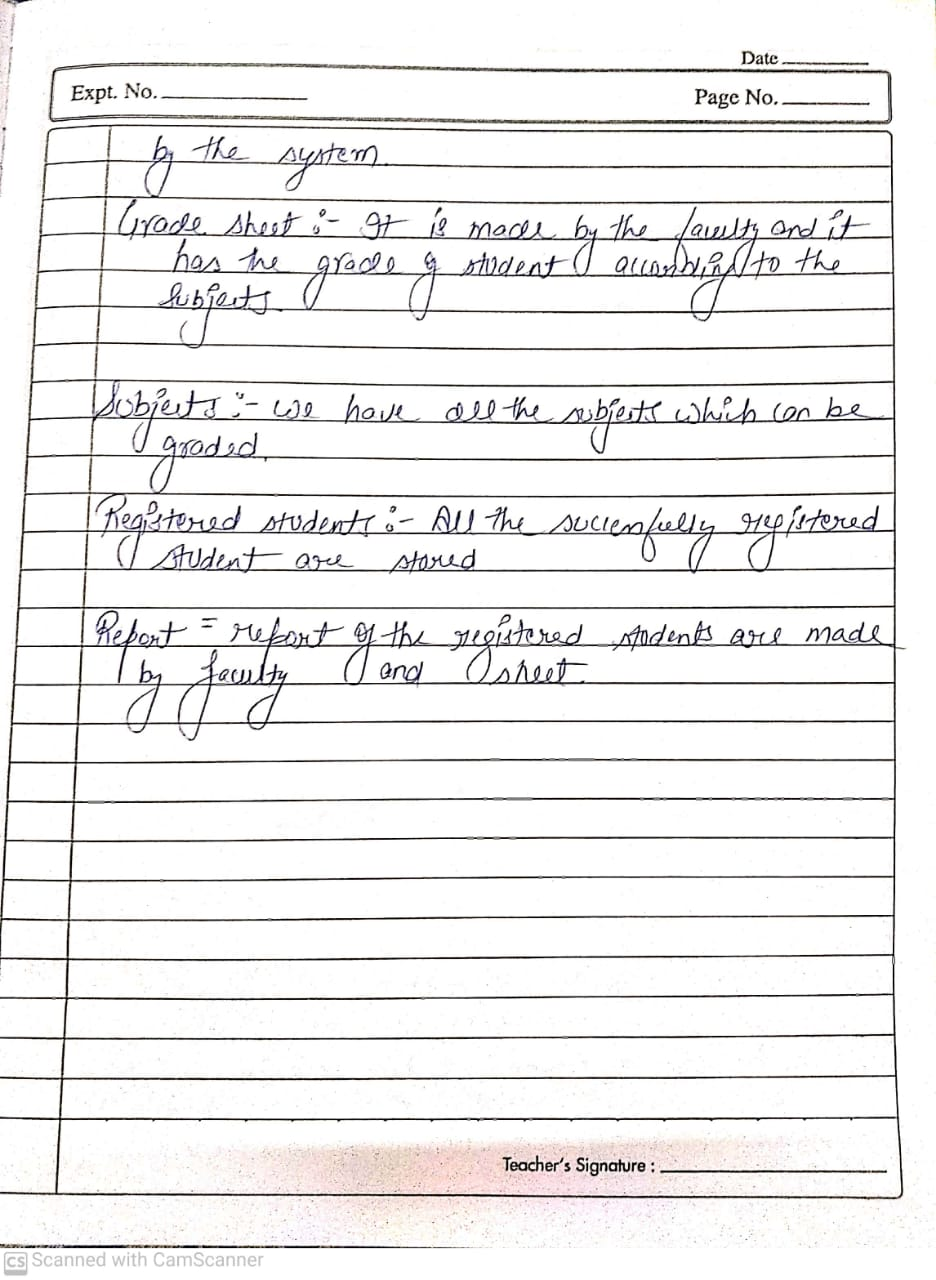 Date
Expt. No.
Page No.
by the system.
Grade sheet :- It is made by the faculty and it
has the grade of student according to the
subjects.
Subjects :- we have all the subjects which can be
graded.
Registered students :- All the successfully registered
student are stored
Report = report of the registered students are made
by faculty and sheet.
Teacher's Signature :
CS Scanned with CamScanner